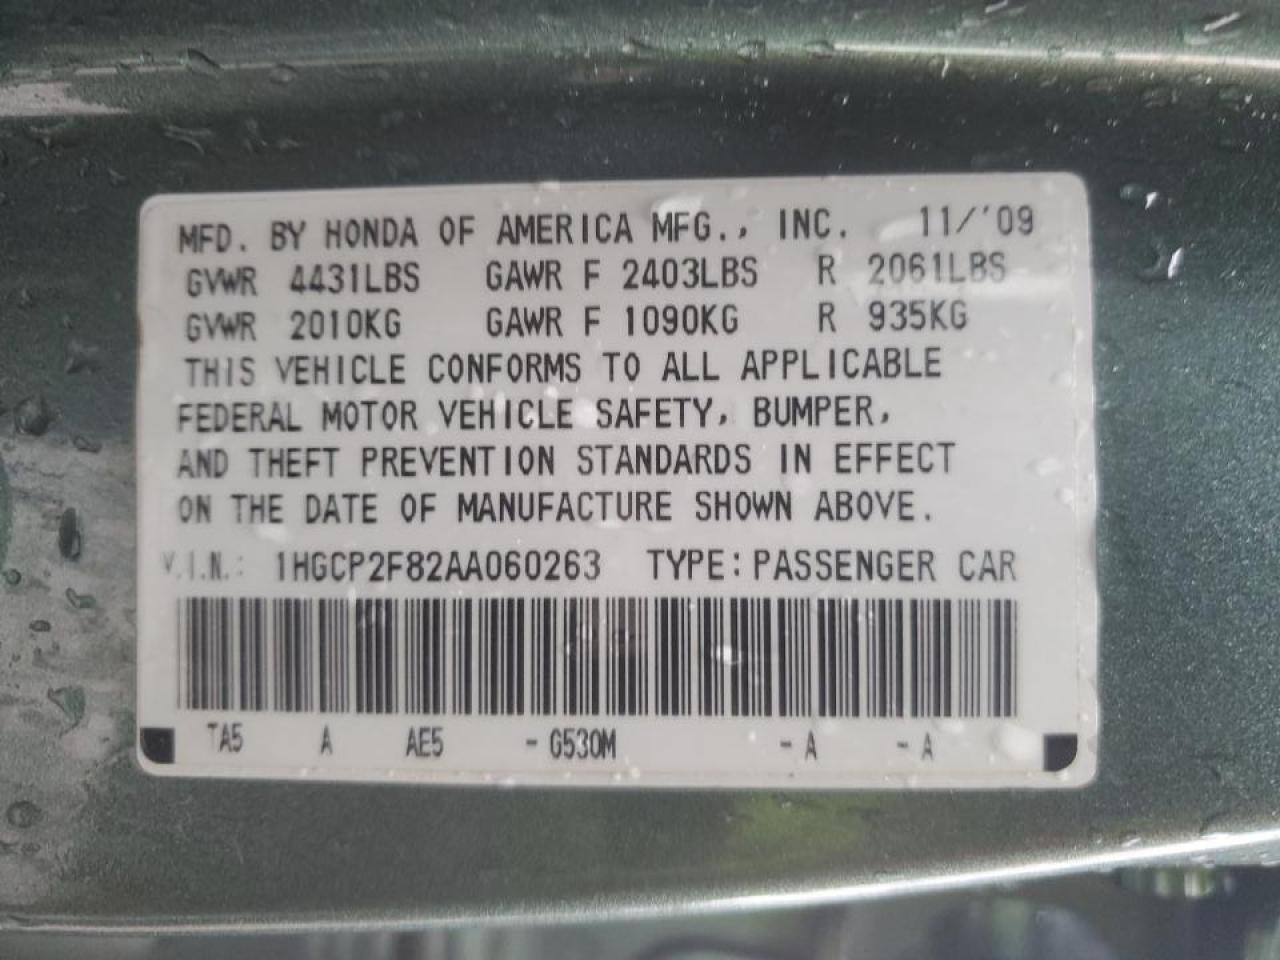 MFD. BY HONDA OF AMERICA MFG., INC. 11/'09
GVWR 4431LBS GAWR F 2403LBS R 2061LBS
GVWR 2010KG GAWR F 1090KG R 935KG
THIS VEHICLE CONFORMS TO ALL APPLICABLE
FEDERAL MOTOR VEHICLE SAFETY, BUMPER,
AND THEFT PREVENTION STANDARDS IN EFFECT
ON THE DATE OF MANUFACTURE SHOWN ABOVE.
V.I.N.: 1HGCP2F82AA060263 TYPE: PASSENGER CAR
TA5 A AE5 - G530M - A - A